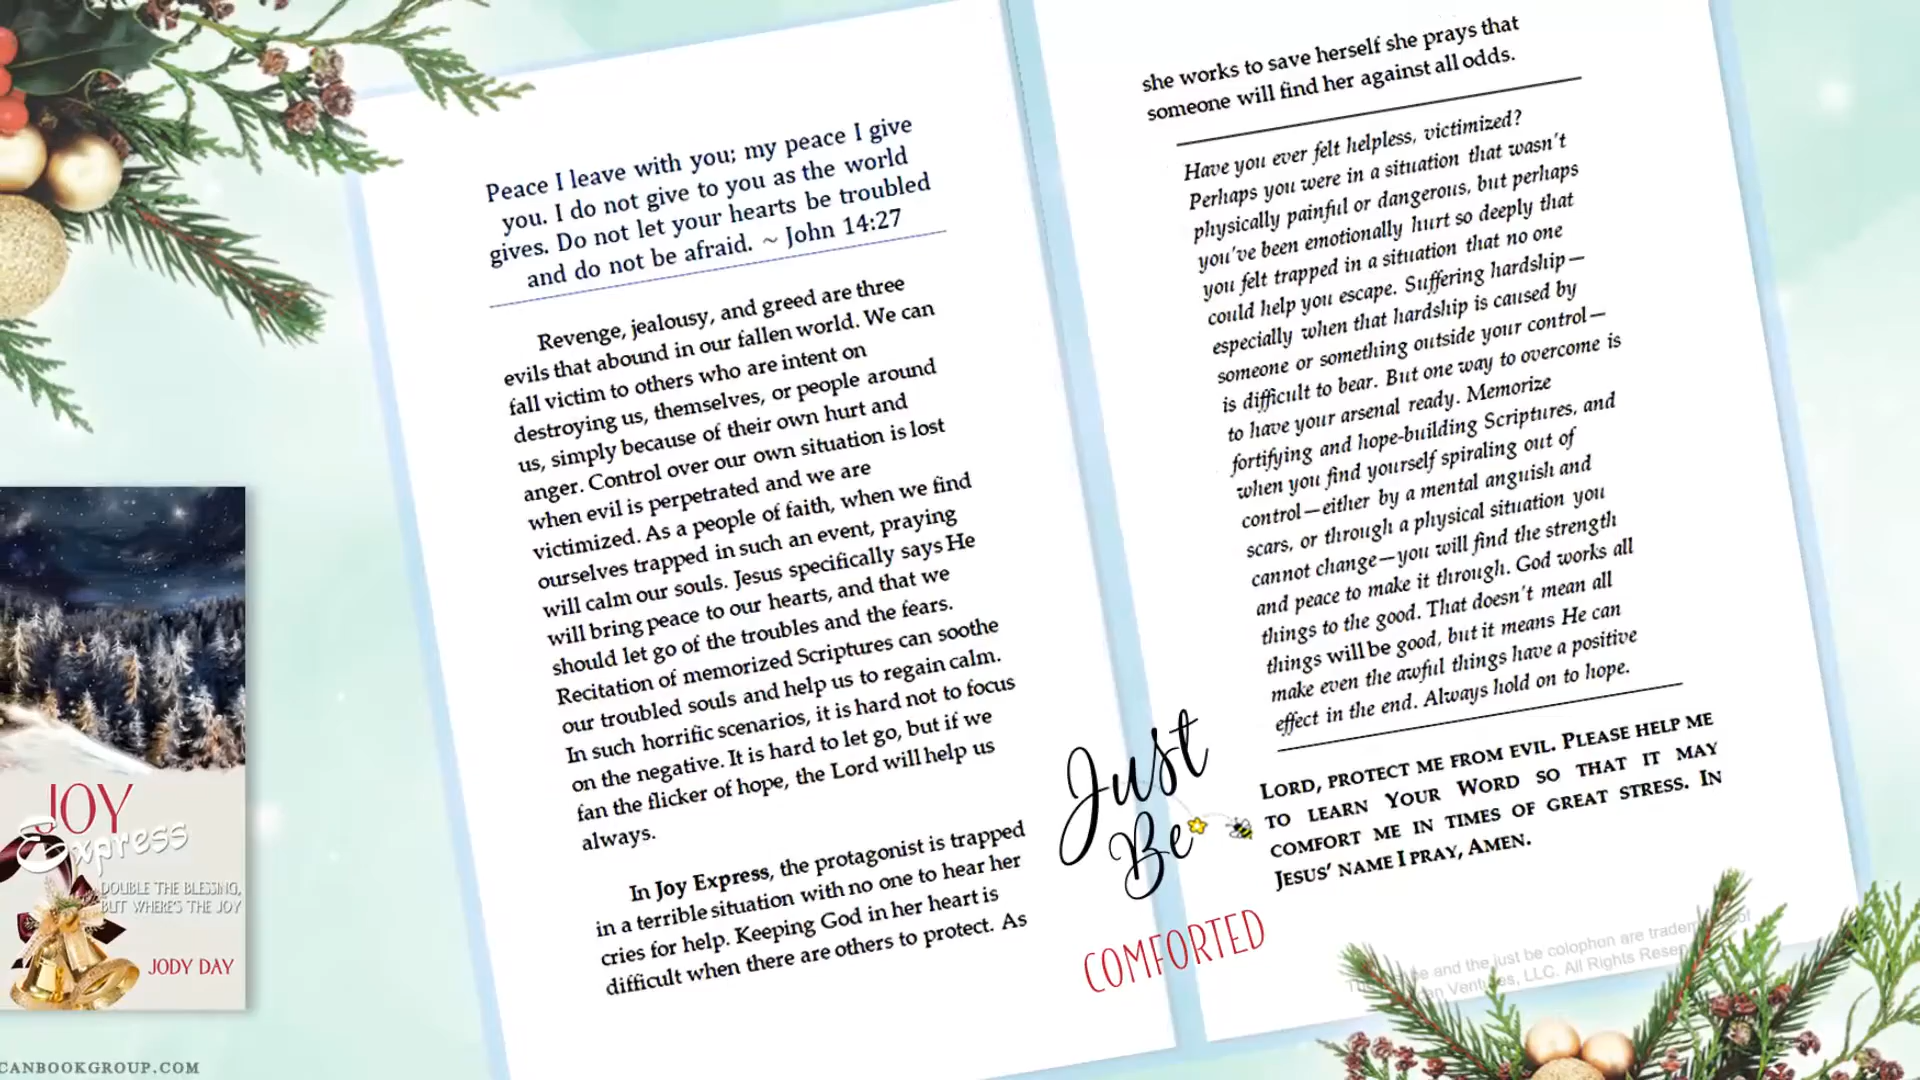 Peace I leave with you; my peace I give
you. I do not give to you as the world
gives. Do not let your hearts be troubled
and do not be afraid. ~ John 14:27
Revenge, jealousy, and greed are three
evils that abound in our fallen world. We can
fall victim to others who are intent on
destroying us, themselves, or people around
us, simply because of their own hurt and
anger. Control over our own situation is lost
when evil is perpetrated and we are
victimized. As a people of faith, when we find
ourselves trapped in such an event, praying
will calm our souls. Jesus specifically says He
will bring peace to our hearts, and that we
should let go of the troubles and the fears.
Recitation of memorized Scriptures can soothe
our troubled souls and help us to regain calm.
In such horrific scenarios, it is hard not to focus
on the negative. It is hard to let go, but if we
fan the flicker of hope, the Lord will help us
always.
In Joy Express, the protagonist is trapped
in a terrible situation with no one to hear her
cries for help. Keeping God in her heart is
difficult when there are others to protect. As
she works to save herself she prays that
someone will find her against all odds.
Have you ever felt helpless, victimized?
Perhaps you were in a situation that wasn't
physically painful or dangerous, but perhaps
you've been emotionally hurt so deeply that
you felt trapped in a situation that no one
could help you escape. Suffering hardship—
especially when that hardship is caused by
someone or something outside your control—
is difficult to bear. But one way to overcome is
to have your arsenal ready. Memorize
fortifying and hope-building Scriptures, and
when you find yourself spiraling out of
control—either by a mental anguish and
scars, or through a physical situation you
cannot change—you will find the strength
and peace to make it through. God works all
things to the good. That doesn't mean all
things will be good, but it means He can
make even the awful things have a positive
effect in the end. Always hold on to hope.
LORD, PROTECT ME FROM EVIL. PLEASE HELP ME
TO LEARN YOUR WORD SO THAT IT MAY
COMFORT ME IN TIMES OF GREAT STRESS. IN
JESUS' NAME I PRAY, AMEN.
Just
Be
COMFORTED
be and the just be colophon are
Ventures, LLC. All Rights
JOY
Express
DOUBLE THE BLESSING,
BUT WHERE'S THE JOY
JODY DAY
CANBOOKGROUP.COM